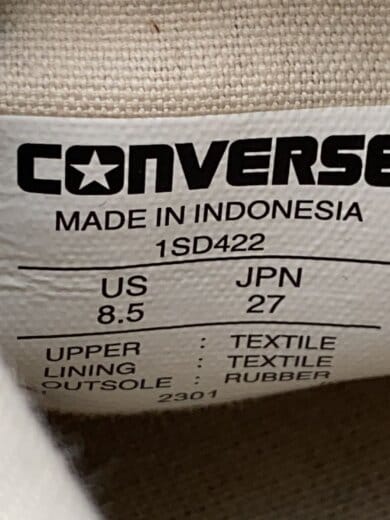 CONVERSE
MADE IN INDONESIA
1SD422
US JPN
8.5 27
UPPER : TEXTILE
LINING : TEXTILE
OUTSOLE : RUBBER
2301